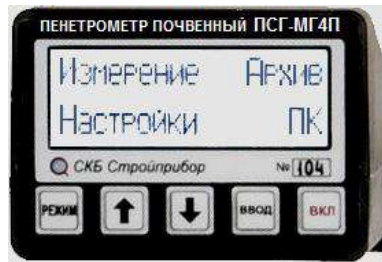 ПЕНЕТРОМЕТР ПОЧВЕННЫЙ ПСГ-МГ4П
Измерение Архив
Настройки ПК
СКБ Стройприбор № 104
РЕЖИМ ВВОД ВКЛ